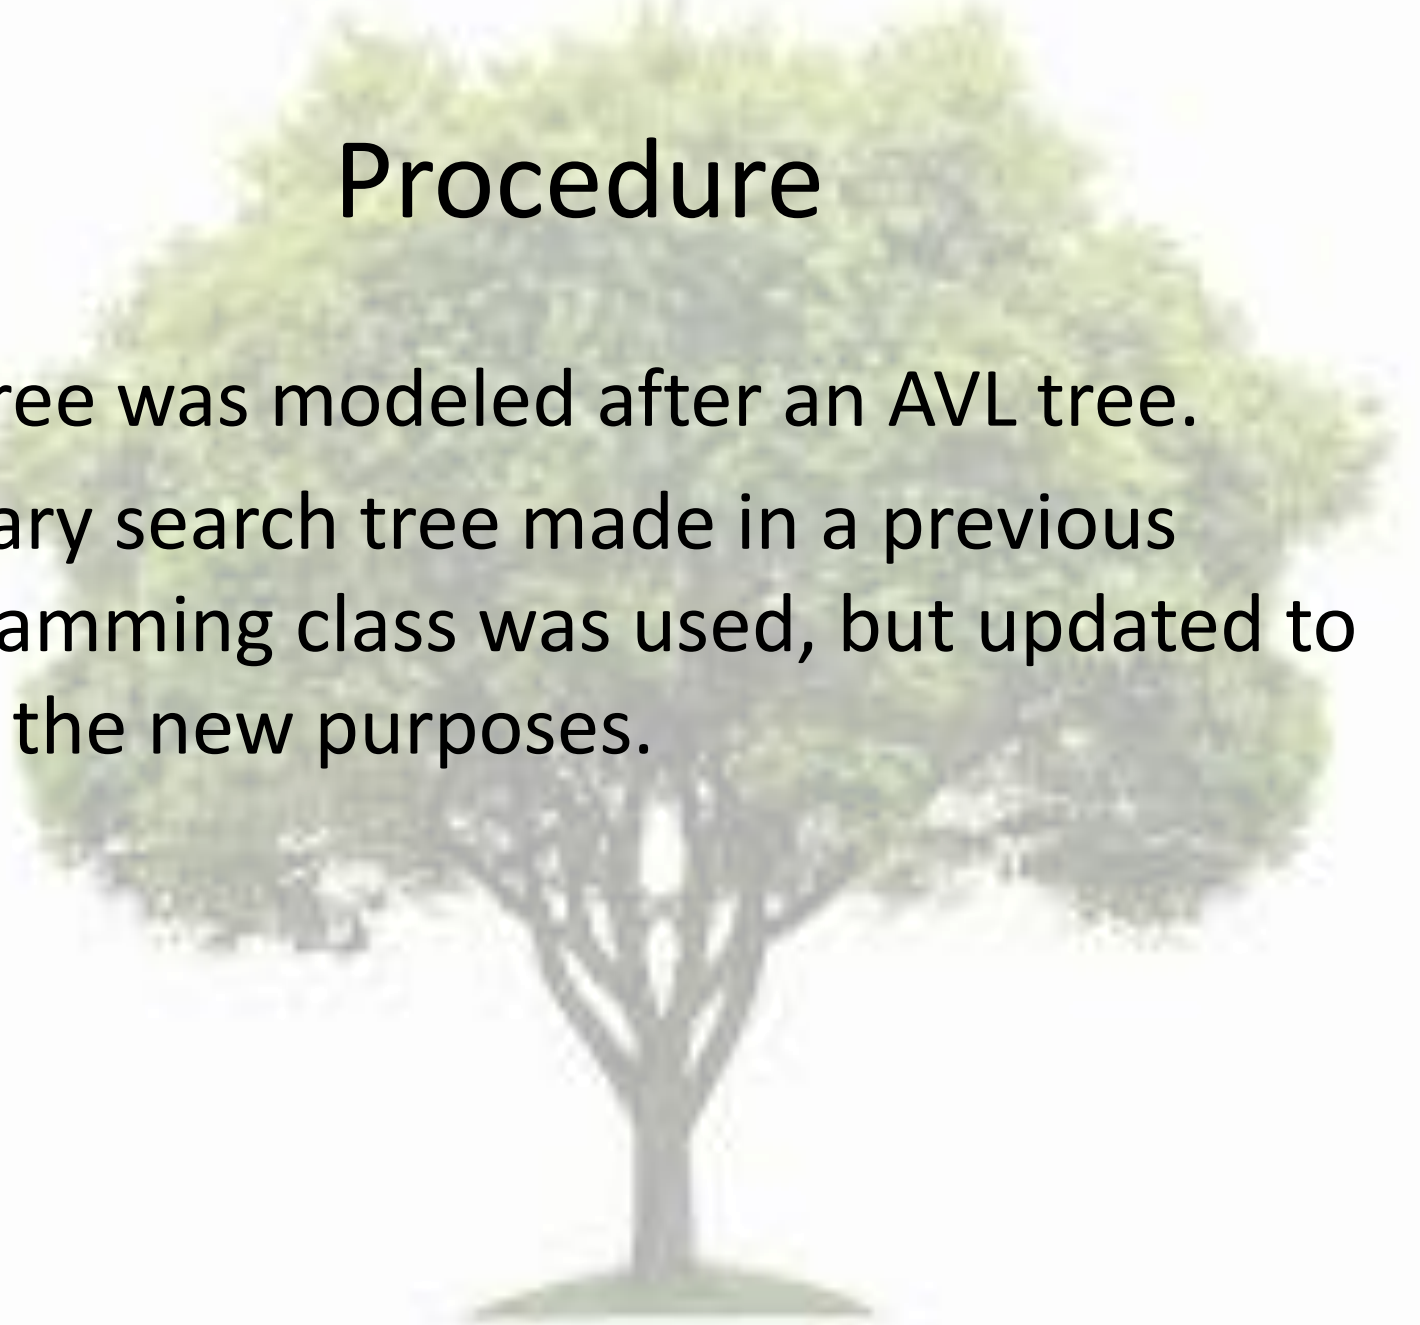 Procedure
ree was modeled after an AVL tree.
ary search tree made in a previous
amming class was used, but updated to
the new purposes.